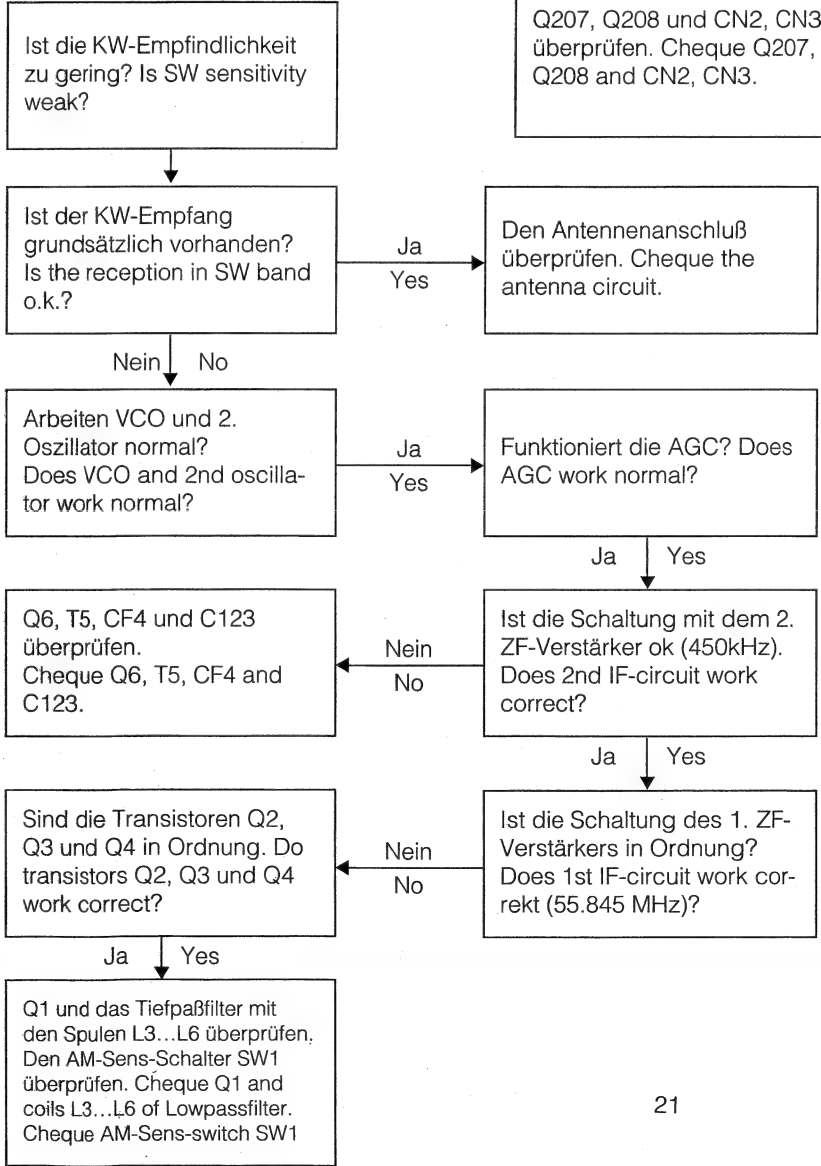 Ist die KW-Empfindlichkeit
zu gering? Is SW sensitivity
weak?
Q207, Q208 und CN2, CN3
überprüfen. Cheque Q207,
Q208 and CN2, CN3.
Ist der KW-Empfang
grundsätzlich vorhanden?
Is the reception in SW band
o.k.?
Ja
Yes
Den Antennenanschluß
überprüfen. Cheque the
antenna circuit.
Nein No
Arbeiten VCO und 2.
Oszillator normal?
Does VCO and 2nd oscilla-
tor work normal?
Ja
Yes
Funktioniert die AGC? Does
AGC work normal?
Ja Yes
Q6, T5, CF4 und C123
überprüfen.
Cheque Q6, T5, CF4 and
C123.
Nein
No
Ist die Schaltung mit dem 2.
ZF-Verstärker ok (450kHz).
Does 2nd IF-circuit work
correct?
Ja Yes
Sind die Transistoren Q2,
Q3 und Q4 in Ordnung. Do
transistors Q2, Q3 und Q4
work correct?
Nein
No
Ist die Schaltung des 1. ZF-
Verstärkers in Ordnung?
Does 1st IF-circuit work cor-
rekt (55.845 MHz)?
Ja Yes
Q1 und das Tiefpaßfilter mit
den Spulen L3...L6 überprüfen.
Den AM-Sens-Schalter SW1
überprüfen. Cheque Q1 and
coils L3...L6 of Lowpassfilter.
Cheque AM-Sens-switch SW1
21